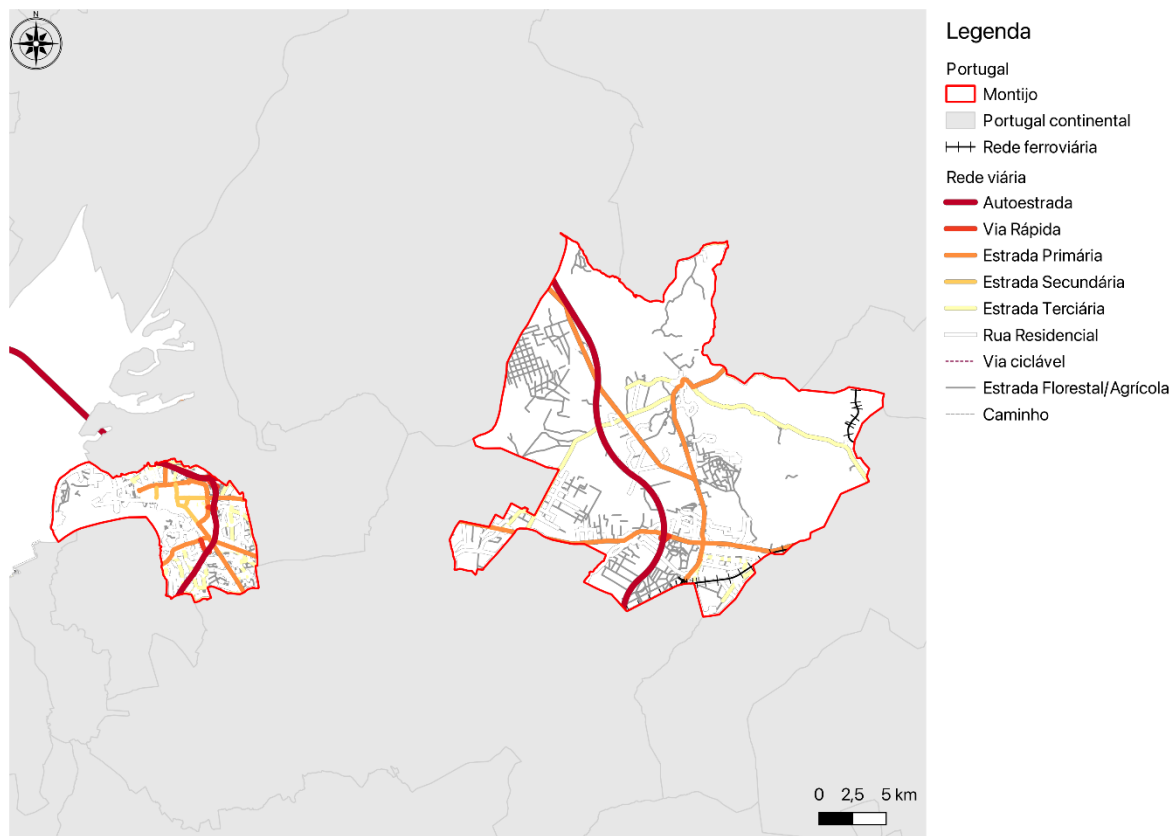 N
Legenda
Portugal
Montijo
Portugal continental
Rede ferroviária
Rede viária
Autoestrada
Via Rápida
Estrada Primária
Estrada Secundária
Estrada Terciária
Rua Residencial
Via ciclável
Estrada Florestal/Agrícola
Caminho
0 2,5 5 km